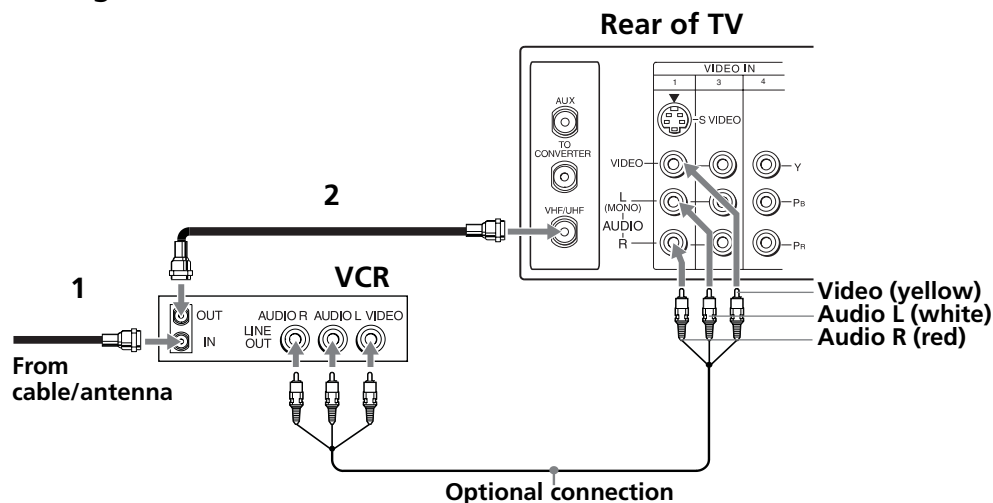 Rear of TV
VIDEO IN
1 3 4
AUX
S VIDEO
TO
CONVERTER
VIDEO
Y
L
(MONO)
AUDIO
R
PB
PR
VHF/UHF
2
1
VCR
OUT
IN
AUDIO R AUDIO L VIDEO
LINE
OUT
From
cable/antenna
Video (yellow)
Audio L (white)
Audio R (red)
Optional connection